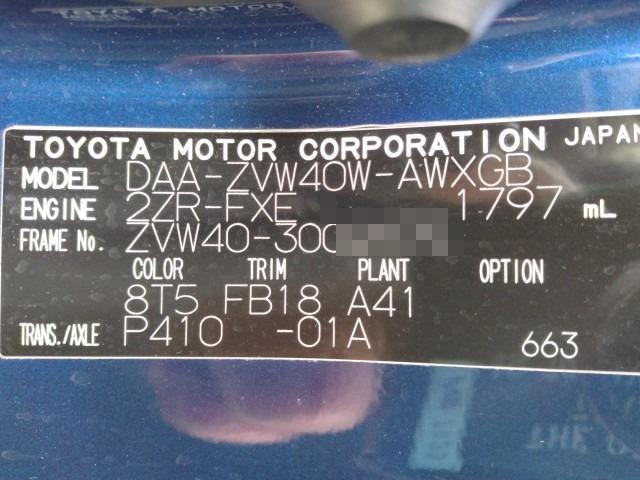 TOYOTA MOTOR CORPORATION JAPAN
MODEL DAA-ZVW40W-AWXGB
ENGINE 2ZR-FXE 1797 mL
FRAME No. ZVW40-300
COLOR TRIM PLANT OPTION
8T5 FB18 A41
TRANS./AXLE P410 -01A 663